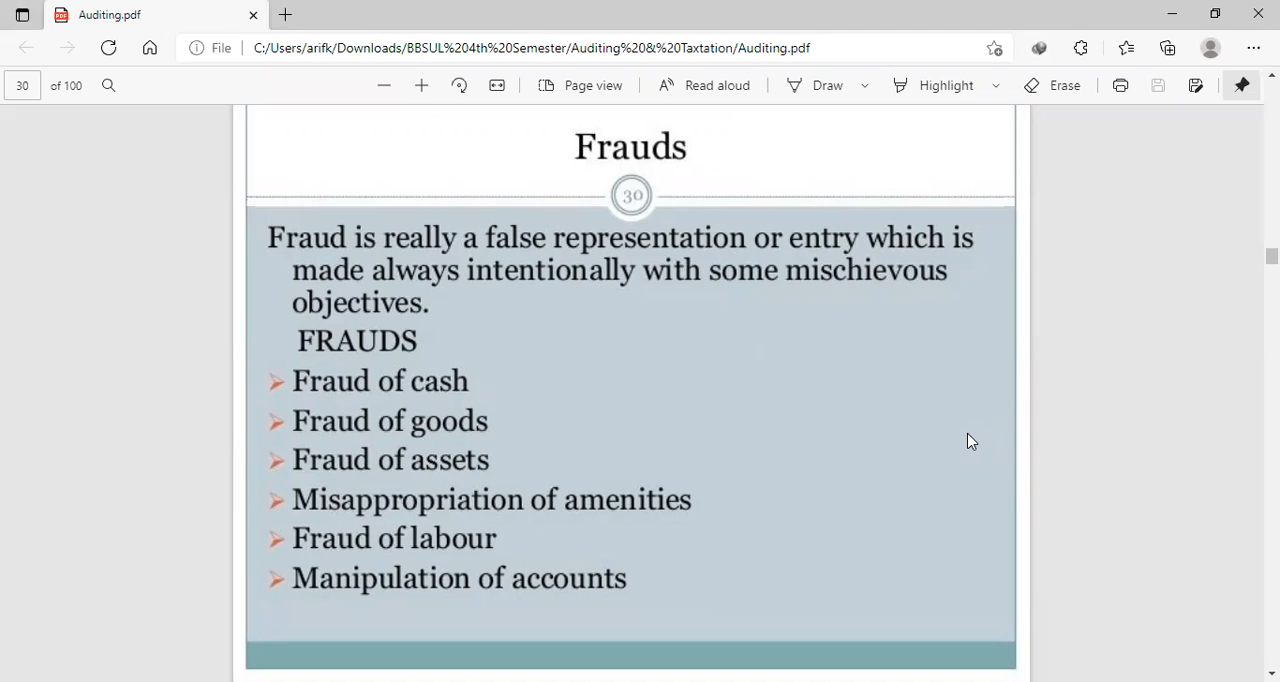 Auditing.pdf
File C:/Users/arifk/Downloads/BBSUL%204th%20Semester/Auditing%20&%20Taxtation/Auditing.pdf
30 of 100 Page view Read aloud Draw Highlight Erase
Frauds
30
Fraud is really a false representation or entry which is
made always intentionally with some mischievous
objectives.
FRAUDS
Fraud of cash
Fraud of goods
Fraud of assets
Misappropriation of amenities
Fraud of labour
Manipulation of accounts